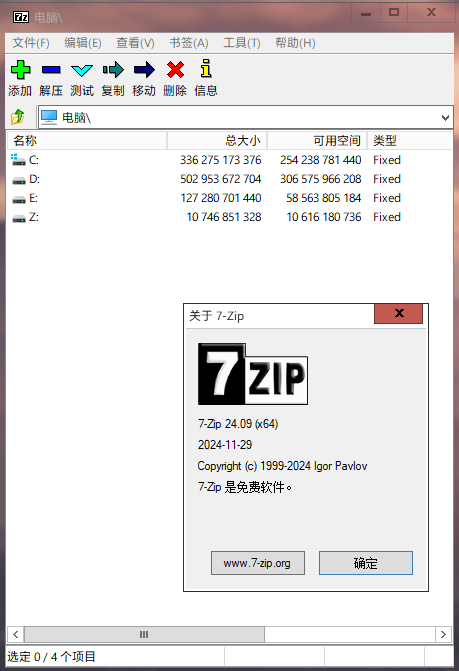 7z 电脑\
文件(F) 编辑(E) 查看(V) 书签(A) 工具(T) 帮助(H)
添加 解压 测试 复制 移动 删除 信息
电脑\
名称 总大小 可用空间 类型
C: 336 275 173 376 254 238 781 440 Fixed
D: 502 953 672 704 306 575 966 208 Fixed
E: 127 280 701 440 58 563 805 184 Fixed
Z: 10 746 851 328 10 616 180 736 Fixed
关于 7-Zip
7ZIP
7-Zip 24.09 (x64)
2024-11-29
Copyright (c) 1999-2024 Igor Pavlov
7-Zip 是免费软件。
www.7-zip.org 确定
选定 0 / 4 个项目